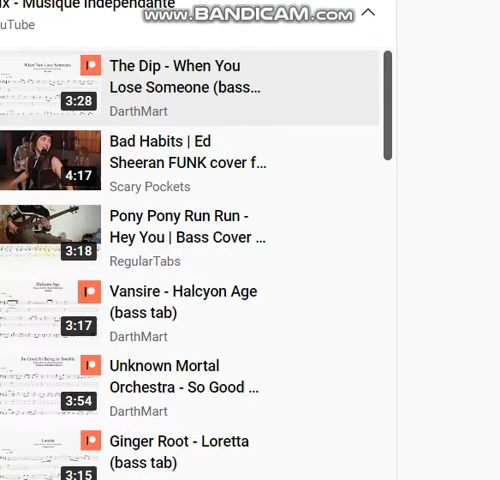 ix - Musique Indépendante
www.BANDICAM.com
uTube
The Dip - When You
Lose Someone (bass...
DarthMart
3:28
Bad Habits | Ed
Sheeran FUNK cover f...
Scary Pockets
4:17
Pony Pony Run Run -
Hey You | Bass Cover ...
RegularTabs
3:18
Halcyon Age
Vansire - Halcyon Age
(bass tab)
DarthMart
3:17
Unknown Mortal
Orchestra - So Good ...
DarthMart
3:54
Loretta
Ginger Root - Loretta
(bass tab)
3:15